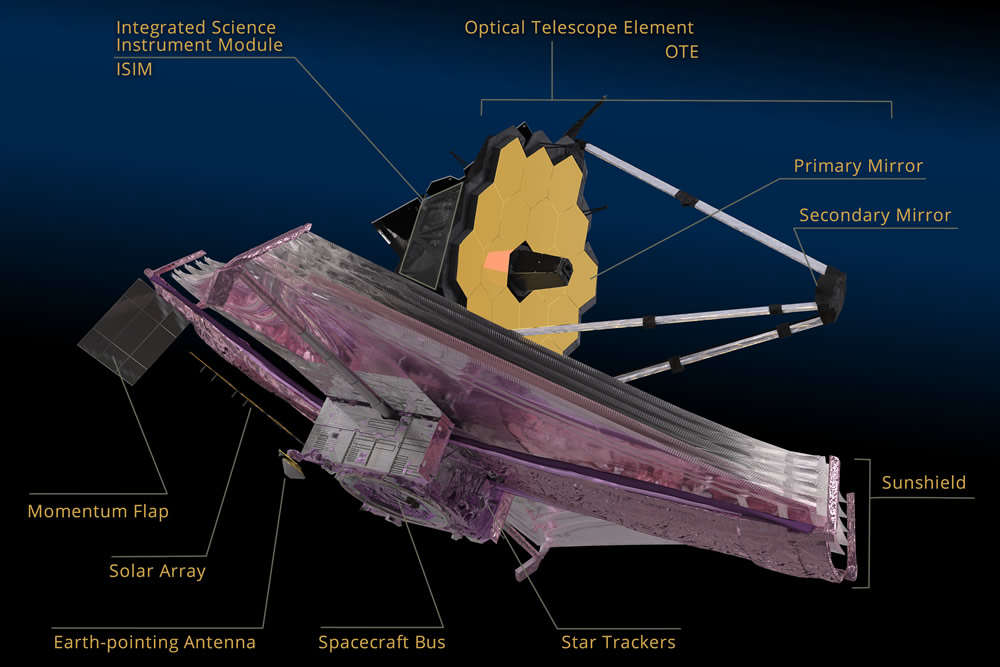 Integrated Science
Instrument Module
ISIM
Optical Telescope Element
OTE
Primary Mirror
Secondary Mirror
Sunshield
Momentum Flap
Solar Array
Earth-pointing Antenna
Spacecraft Bus
Star Trackers